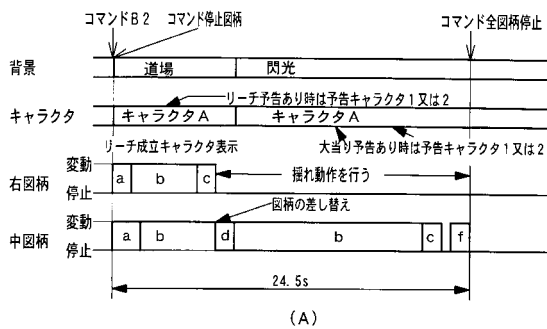 コマンドB2 コマンド停止図柄 コマンド全図柄停止
背景 道場 閃光
リーチ予告あり時は予告キャラクタ1又は2
キャラクタ キャラクタA キャラクタA
リーチ成立キャラクタ表示 大当り予告あり時は予告キャラクタ1又は2
変動
右図柄 a b c 揺れ動作を行う
停止
図柄の差し替え
変動
中図柄 a b d b c f
停止
24.5s
(A)